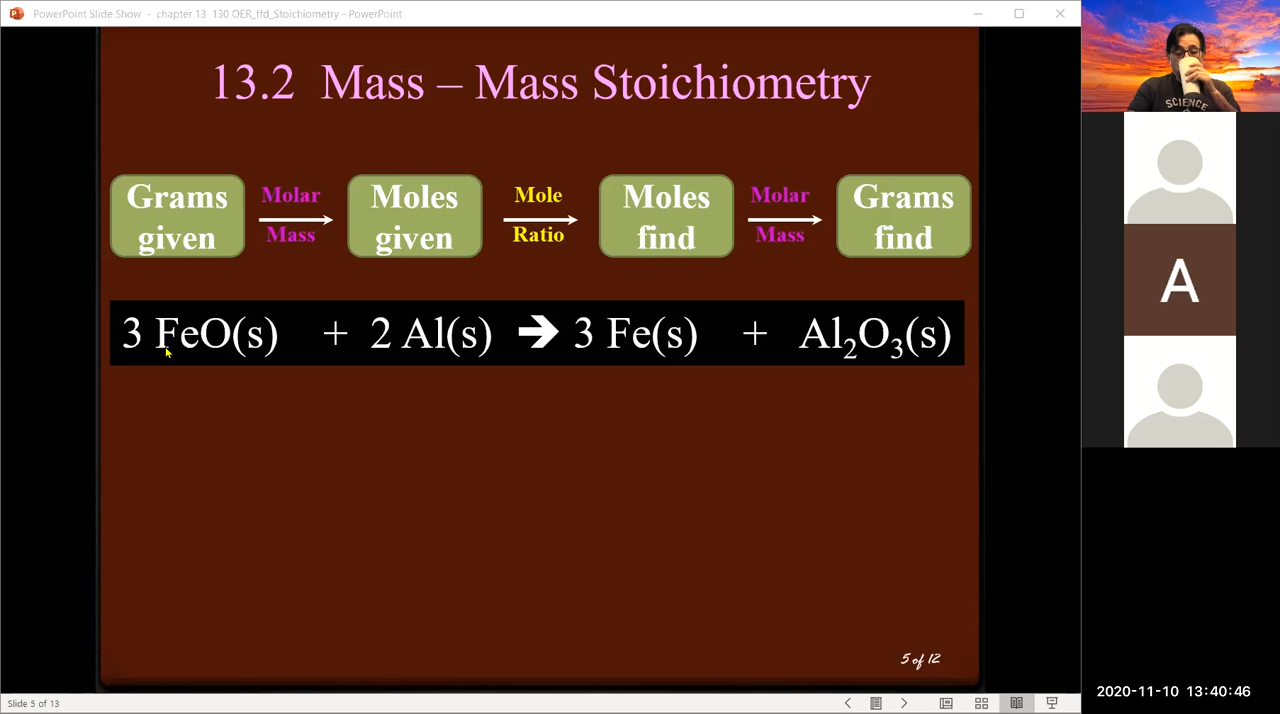 PowerPoint Slide Show - chapter 13 130 OER_ffd_Stoichiometry - PowerPoint
13.2 Mass – Mass Stoichiometry
Grams given
Molar Mass
Moles given
Mole Ratio
Moles find
Molar Mass
Grams find
3 FeO(s) + 2 Al(s) ➔ 3 Fe(s) + Al₂O₃(s)
5 of 12
Slide 5 of 13
SCIENCE
A
2020-11-10 13:40:46